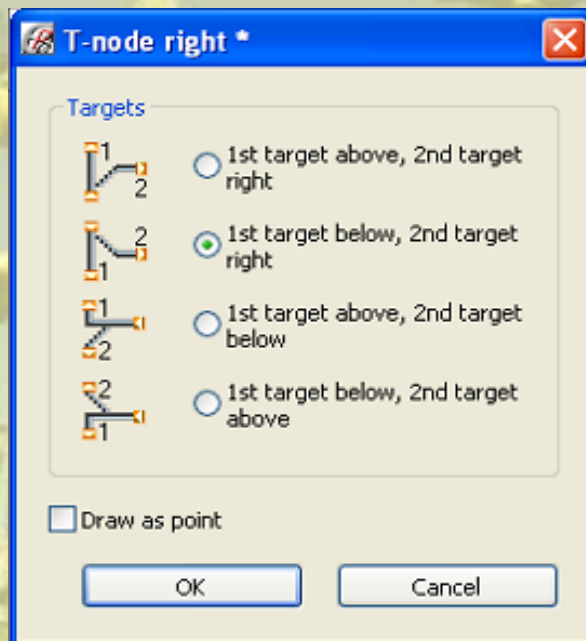 T-node right *
Targets
1
2
1st target above, 2nd target
right
2
1
1st target below, 2nd target
right
1
2
1st target above, 2nd target
below
2
1
1st target below, 2nd target
above
Draw as point
OK
Cancel